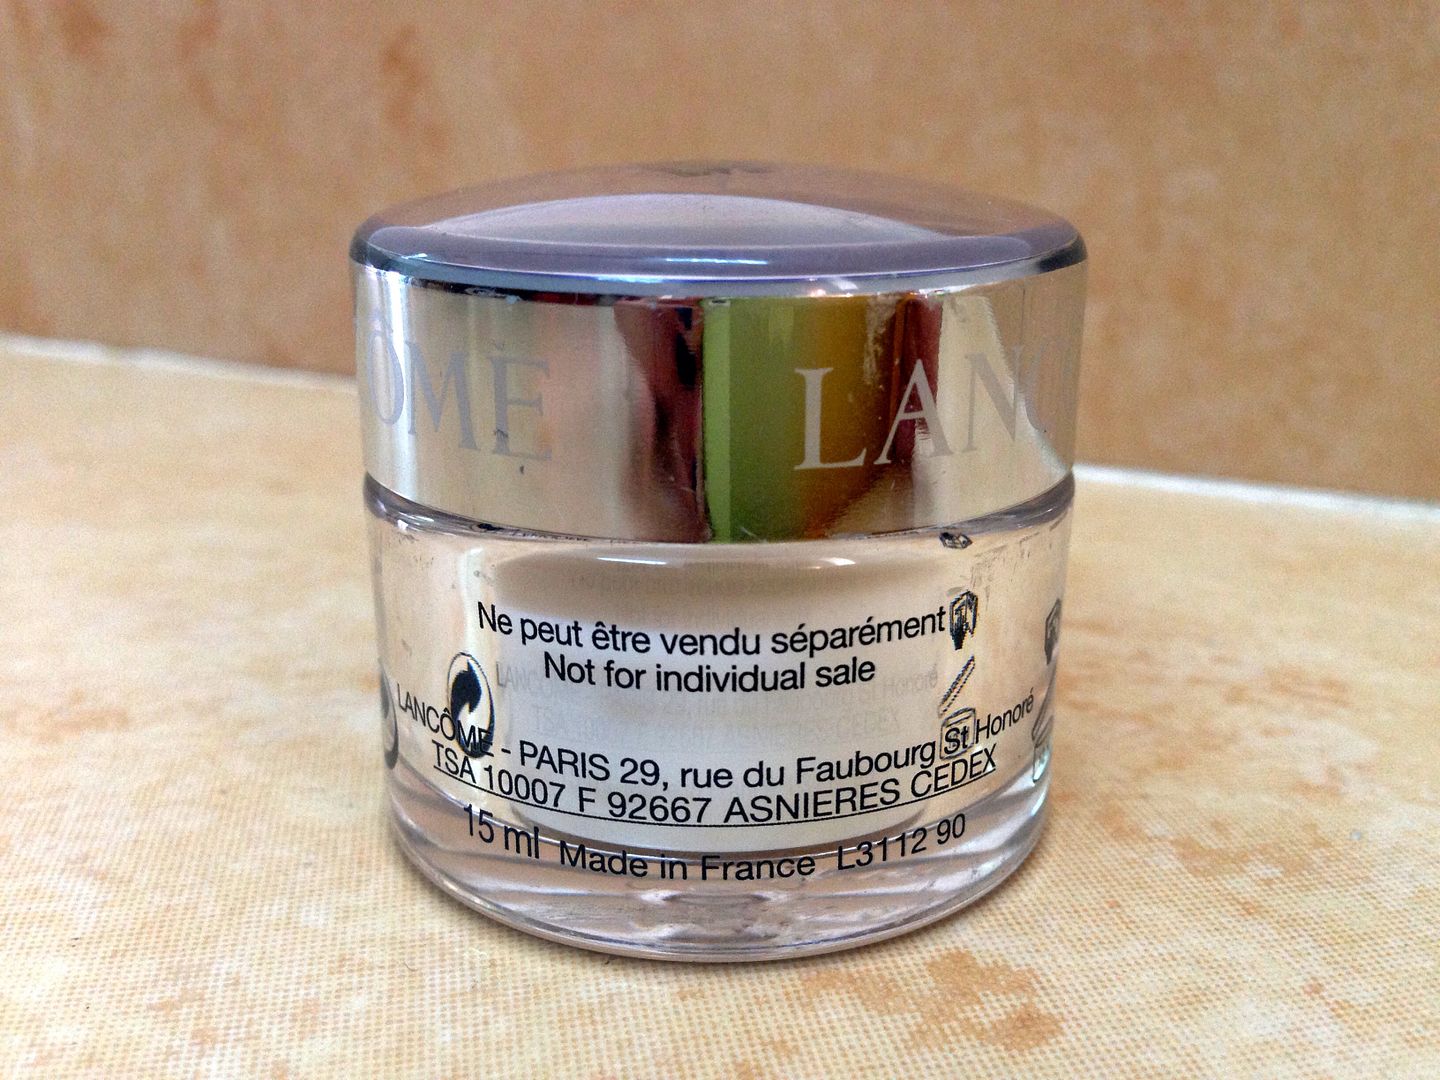 ÔME LANC
Ne peut être vendu séparément
Not for individual sale
LANCÔME - PARIS 29, rue du Faubourg St Honoré
TSA 10007 F 92667 ASNIERES CEDEX
15 ml Made in France L3112 90